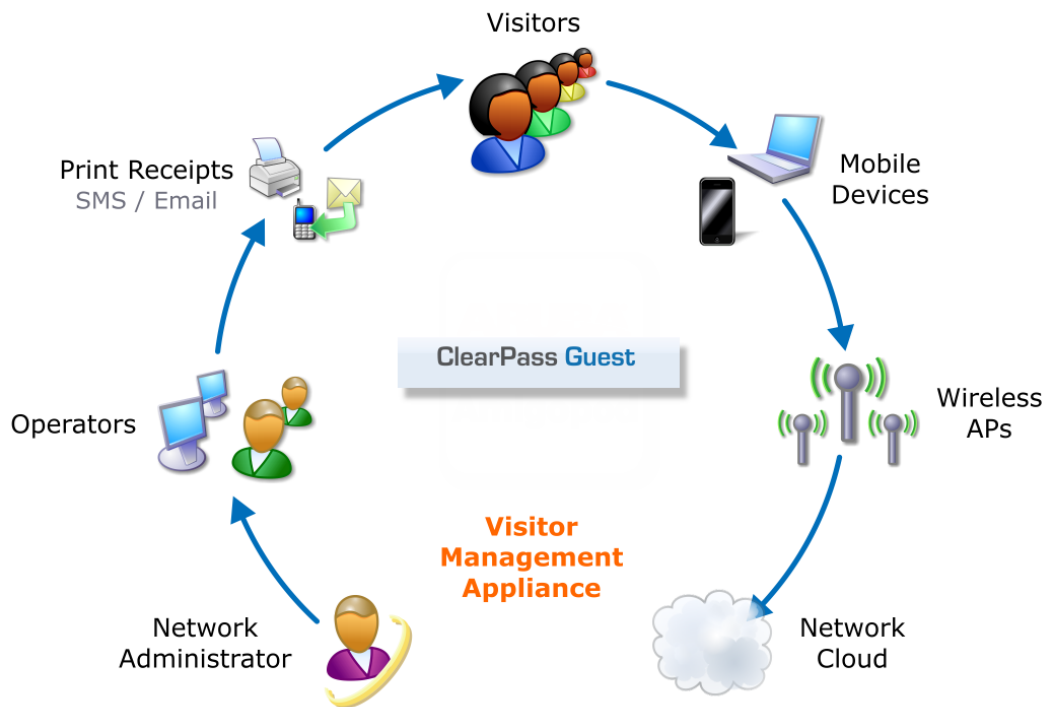 Visitors
Print Receipts
SMS / Email
Mobile
Devices
ClearPass Guest
Operators
Wireless
APs
Visitor
Management
Appliance
Network
Administrator
Network
Cloud